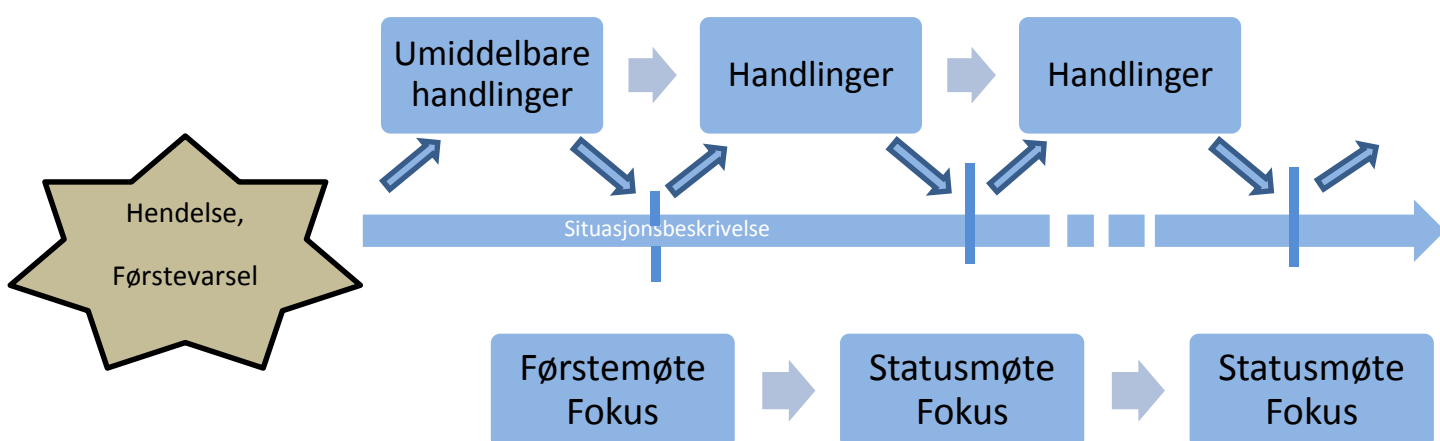 Umiddelbare
handlinger
Handlinger
Handlinger
Hendelse,
Førstevarsel
Situasjonsbeskrivelse
Førstemøte
Fokus
Statusmøte
Fokus
Statusmøte
Fokus